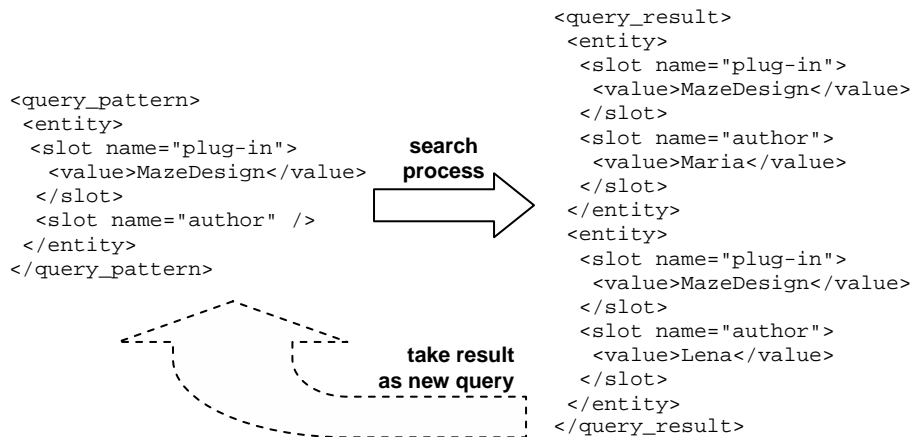 <query_pattern>
<entity>
<slot name="plug-in">
<value>MazeDesign</value>
</slot>
<slot name="author" />
</entity>
</query_pattern>
search
process
<query_result>
<entity>
<slot name="plug-in">
<value>MazeDesign</value>
</slot>
<slot name="author">
<value>Maria</value>
</slot>
</entity>
<entity>
<slot name="plug-in">
<value>MazeDesign</value>
</slot>
<slot name="author">
<value>Lena</value>
</slot>
</entity>
</query_result>
take result
as new query